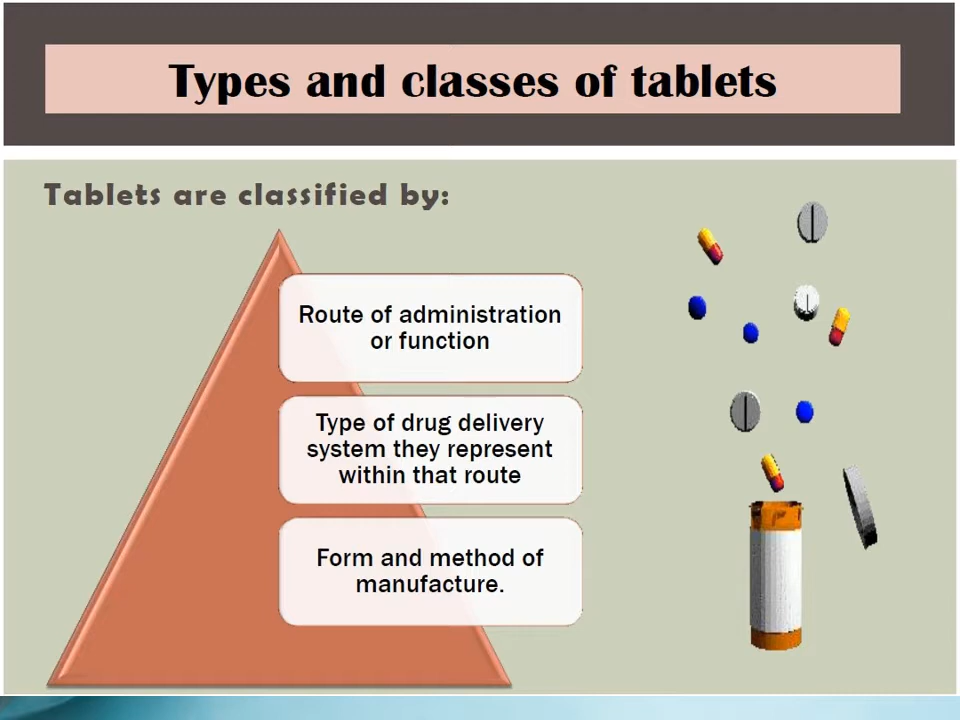 Types and classes of tablets
Tablets are classified by:
Route of administration
or function
Type of drug delivery
system they represent
within that route
Form and method of
manufacture.